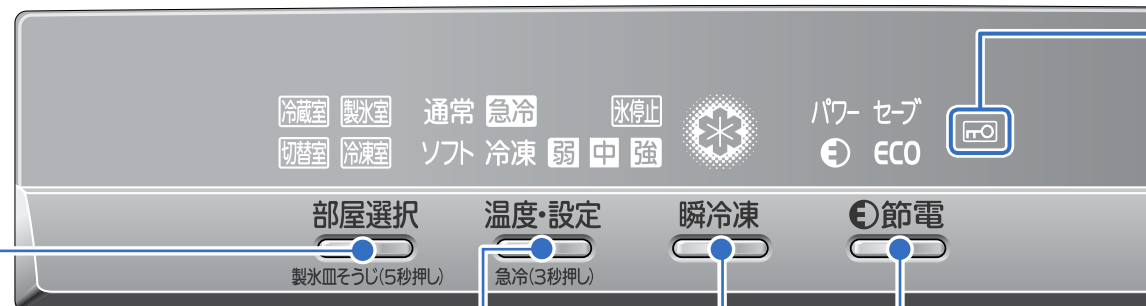 冷蔵室 製氷室 通常 急冷 氷停止 パワー セーブ
切替室 冷凍室 ソフト 冷凍 弱 中 強 ECO
部屋選択 温度・設定 瞬冷凍 節電
製氷皿そうじ(5秒押し) 急冷(3秒押し)